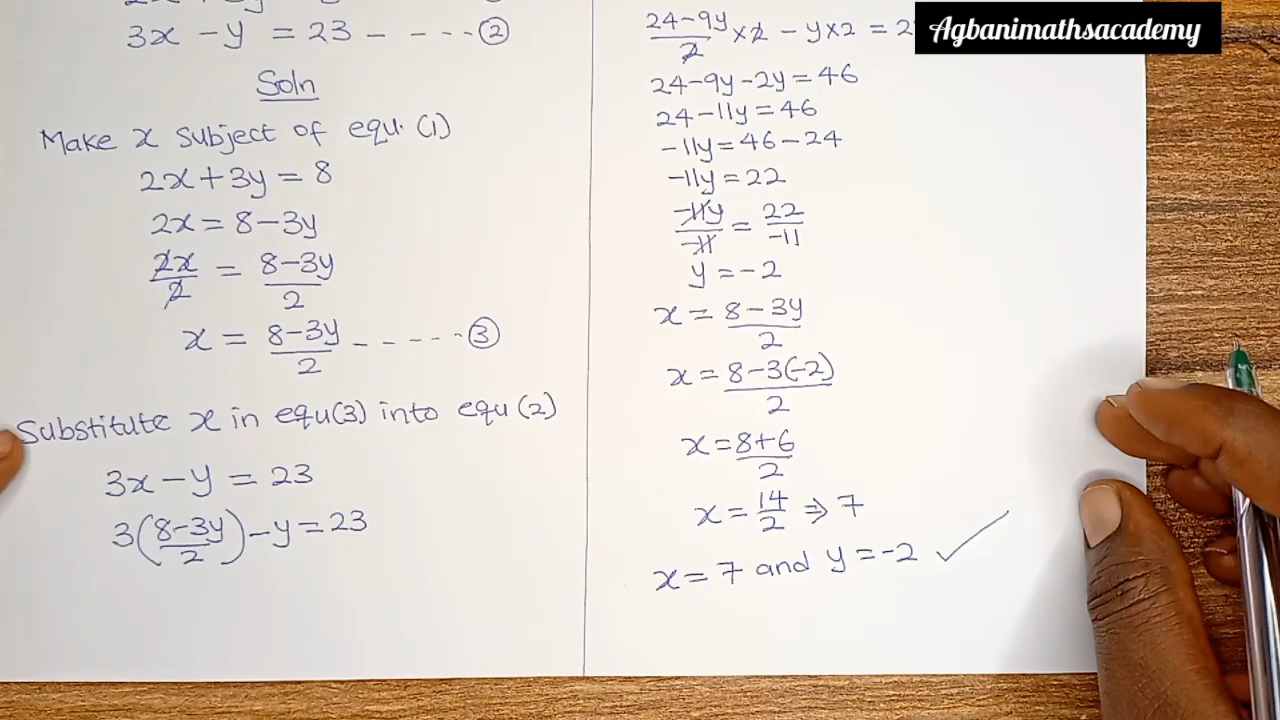 3x - y = 23 - - - - - ②
Soln
Make x subject of equ. (1)
2x + 3y = 8
2x = 8 - 3y
2x/2 = 8 - 3y/2
x = 8 - 3y/2 - - - - - ③
Substitute x in equ(3) into equ (2)
3x - y = 23
3(8 - 3y/2) - y = 23
Agbanimathsacademy
24 - 9y/2 × 2 - y × 2 = 2
24 - 9y - 2y = 46
24 - 11y = 46
-11y = 46 - 24
-11y = 22
-11y/-11 = 22/-11
y = -2
x = 8 - 3y/2
x = 8 - 3(-2)/2
x = 8 + 6/2
x = 14/2 ⇒ 7
x = 7 and y = -2 ✓